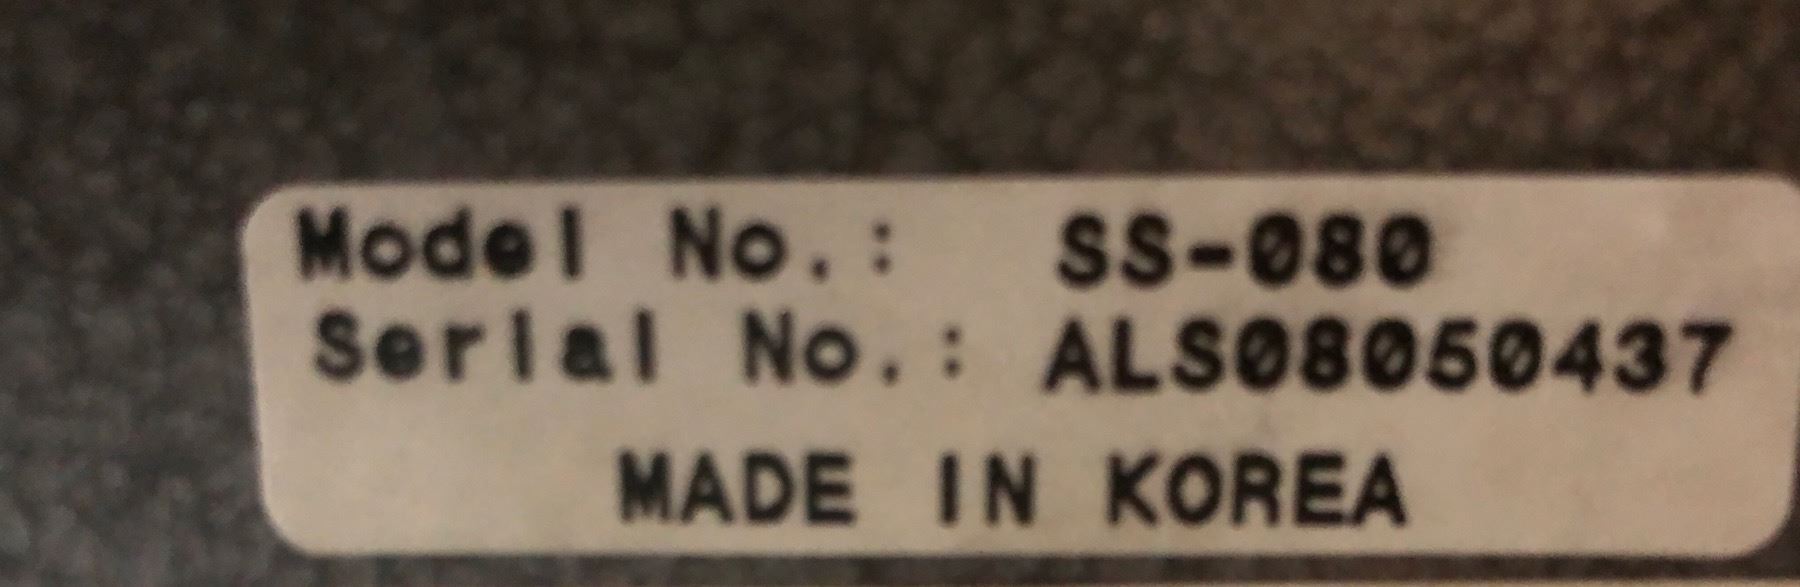 Model No.: SS-080
Serial No.: ALS08050437
MADE IN KOREA